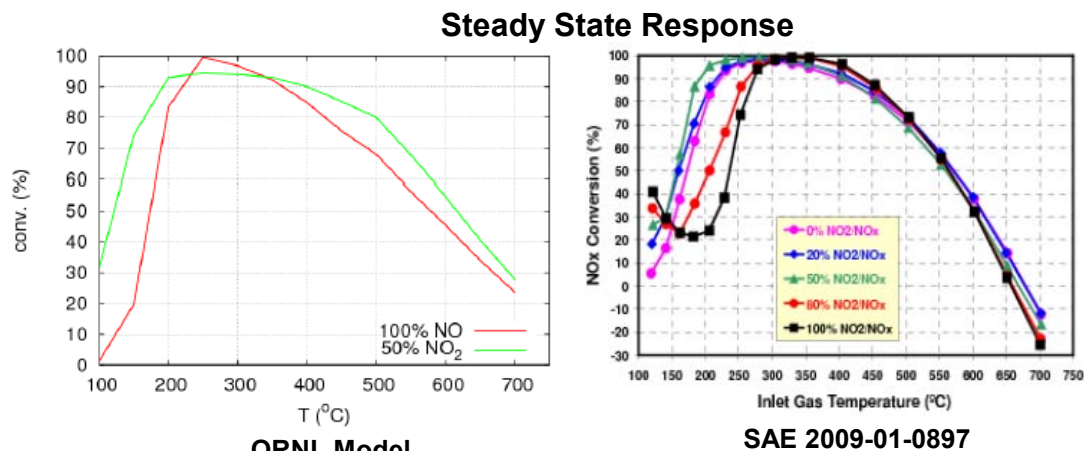 Steady State Response
100
90
80
70
60
50
40
30
20
10
0
conv. (%)
100% NO
50% NO2
100 200 300 400 500 600 700
T (°C)
ORNL Model
100
90
80
70
60
50
40
30
20
10
0
-10
-20
-30
NOx Conversion (%)
0% NO2/NOx
20% NO2/NOx
50% NO2/NOx
80% NO2/NOx
100% NO2/NOx
100 150 200 250 300 350 400 450 500 550 600 650 700 750
Inlet Gas Temperature (ºC)
SAE 2009-01-0897